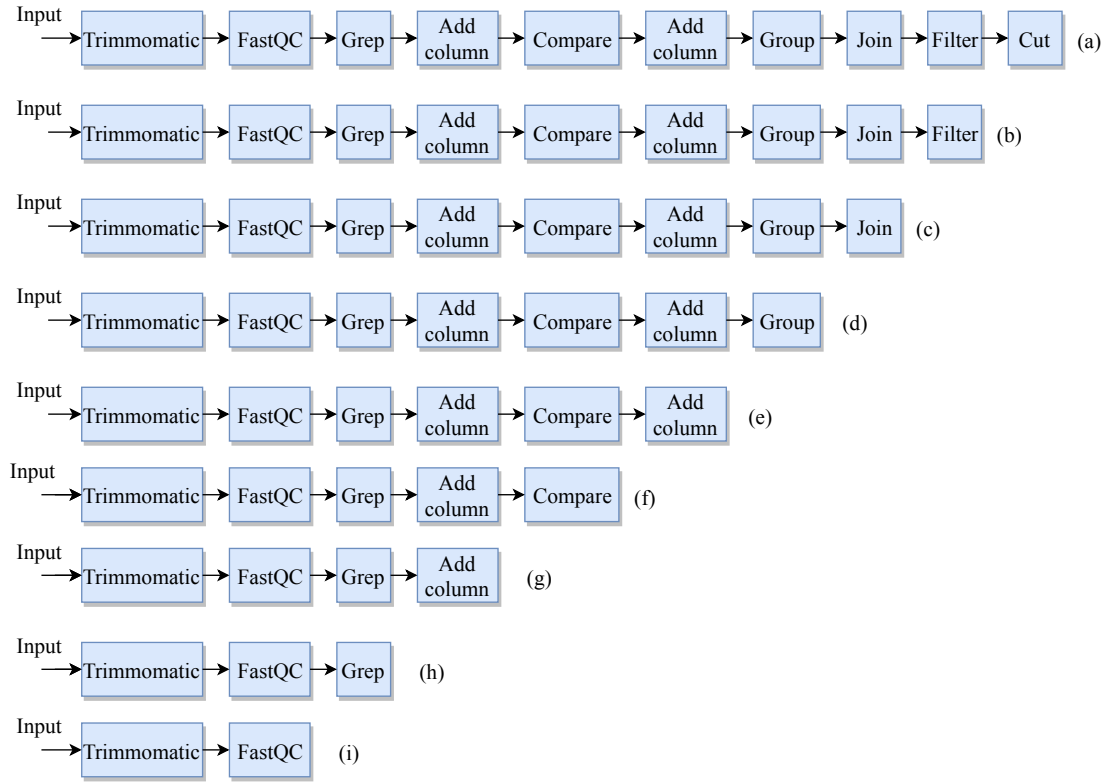 Input
Trimmomatic FastQC Grep Add column Compare Add column Group Join Filter Cut (a)
Input
Trimmomatic FastQC Grep Add column Compare Add column Group Join Filter (b)
Input
Trimmomatic FastQC Grep Add column Compare Add column Group Join (c)
Input
Trimmomatic FastQC Grep Add column Compare Add column Group (d)
Input
Trimmomatic FastQC Grep Add column Compare Add column (e)
Input
Trimmomatic FastQC Grep Add column Compare (f)
Input
Trimmomatic FastQC Grep Add column (g)
Input
Trimmomatic FastQC Grep (h)
Input
Trimmomatic FastQC (i)